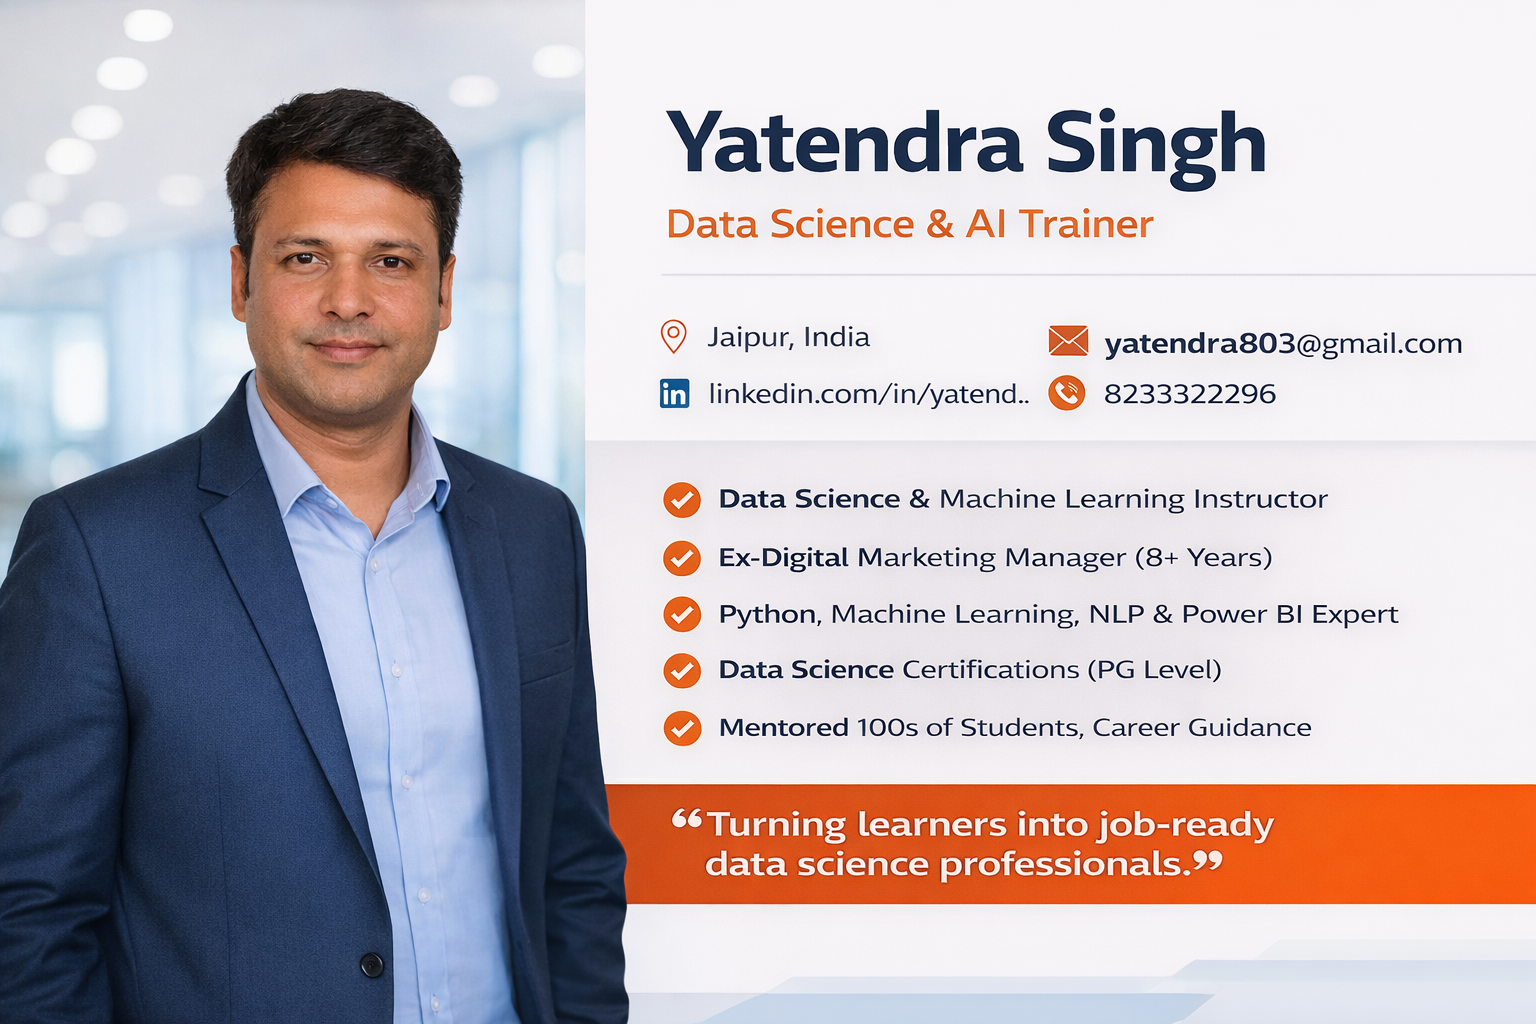 Yatendra Singh
Data Science & AI Trainer
Jaipur, India
yatendra803@gmail.com
in linkedin.com/in/yatend..
8233322296
Data Science & Machine Learning Instructor
Ex-Digital Marketing Manager (8+ Years)
Python, Machine Learning, NLP & Power BI Expert
Data Science Certifications (PG Level)
Mentored 100s of Students, Career Guidance
“Turning learners into job-ready
data science professionals.”